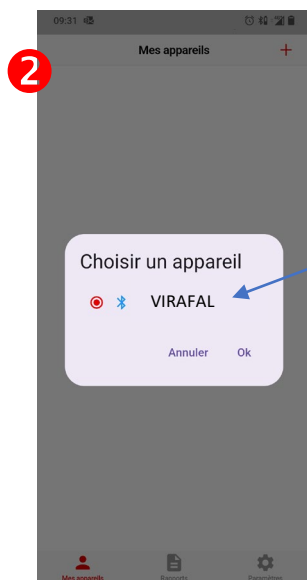 09:31
Mes appareils +
2
Choisir un appareil
VIRAFAL
Annuler Ok
Mes appareils Rapports Paramètres